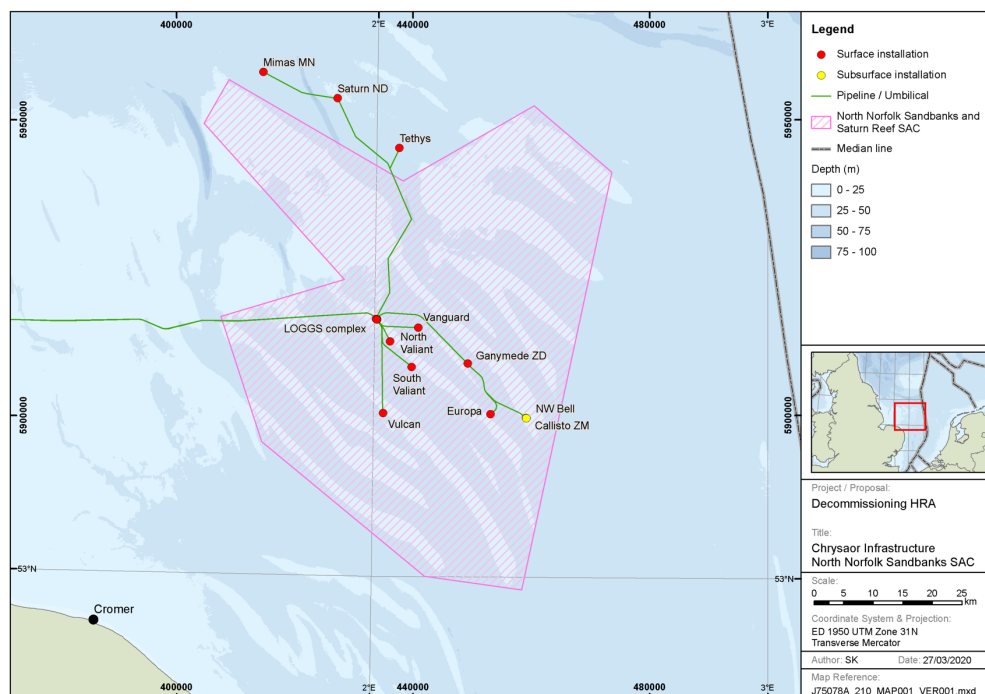 400000
2°E
440000
480000
3°E
Mimas MN
Saturn ND
5950000
5950000
Tethys
Vanguard
LOGGS complex
North
Valiant
Ganymede ZD
South
Valiant
5900000
5900000
Europa
NW Bell
Vulcan
Callisto ZM
53°N
53°N
Cromer
400000
2°E
440000
480000
3°E
Legend
Surface installation
Subsurface installation
Pipeline / Umbilical
North Norfolk Sandbanks and
Saturn Reef SAC
Median line
Depth (m)
0 - 25
25 - 50
50 - 75
75 - 100
Project / Proposal:
Decommissioning HRA
Title:
Chrysaor Infrastructure
North Norfolk Sandbanks SAC
Scale:
0 5 10 15 20 25
km
Coordinate System & Projection:
ED 1950 UTM Zone 31N
Transverse Mercator
Author: SK Date: 27/03/2020
Map Reference:
J75078A_210_MAP001_VER001.mxd